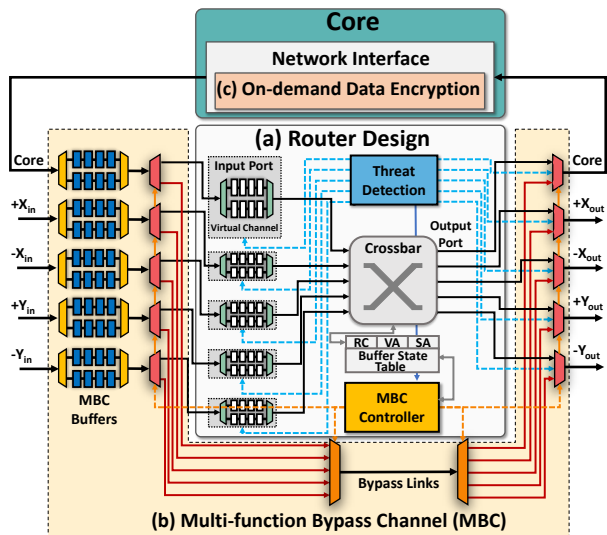 Core
Network Interface
(c) On-demand Data Encryption
(a) Router Design
Core
+Xin
-Xin
+Yin
-Yin
MBC
Buffers
Input Port
Virtual Channel
Threat
Detection
Output
Port
Crossbar
RC VA SA
Buffer State
Table
MBC
Controller
Core
+Xout
-Xout
+Yout
-Yout
Bypass Links
(b) Multi-function Bypass Channel (MBC)